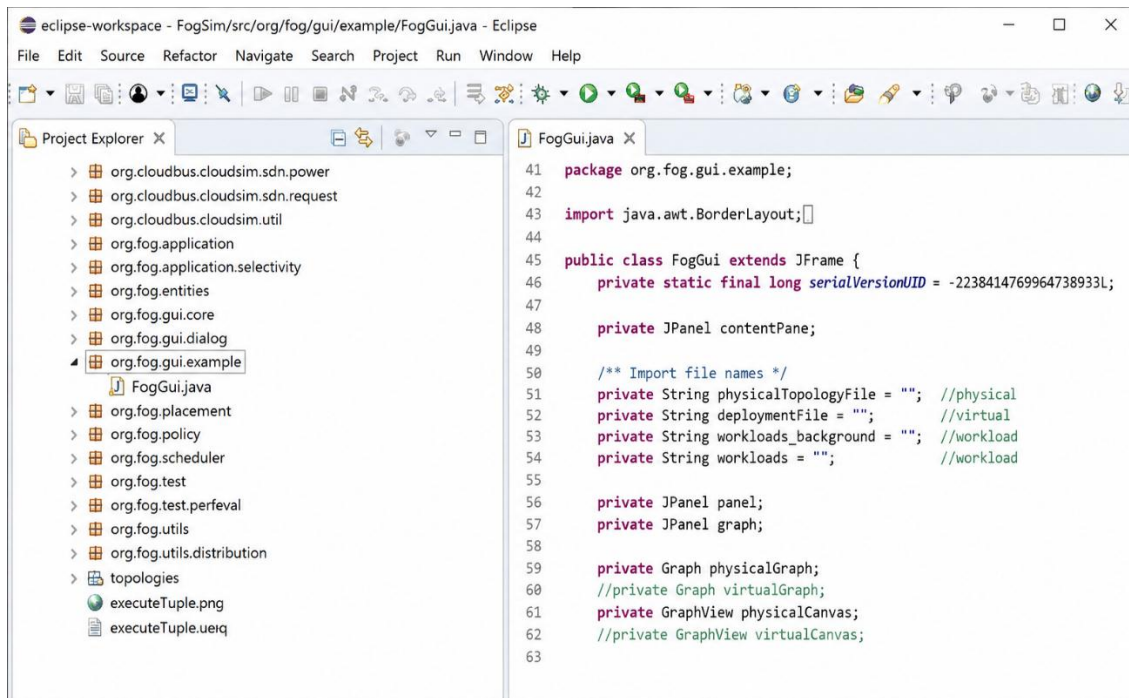 eclipse-workspace - FogSim/src/org/fog/gui/example/FogGui.java - Eclipse
File Edit Source Refactor Navigate Search Project Run Window Help
Project Explorer
org.cloudbus.cloudsim.sdn.power
org.cloudbus.cloudsim.sdn.request
org.cloudbus.cloudsim.util
org.fog.application
org.fog.application.selectivity
org.fog.entities
org.fog.gui.core
org.fog.gui.dialog
org.fog.gui.example
FogGui.java
org.fog.placement
org.fog.policy
org.fog.scheduler
org.fog.test
org.fog.test.perfeval
org.fog.utils
org.fog.utils.distribution
topologies
executeTuple.png
executeTuple.ueıq
FogGui.java
41 package org.fog.gui.example;
42
43 import java.awt.BorderLayout;
44
45 public class FogGui extends JFrame {
46 private static final long serialVersionUID = -2238414769964738933L;
47
48 private JPanel contentPane;
49
50 /** Import file names */
51 private String physicalTopologyFile = ""; //physical
52 private String deploymentFile = ""; //virtual
53 private String workloads_background = ""; //workload
54 private String workloads = ""; //workload
55
56 private JPanel panel;
57 private JPanel graph;
58
59 private Graph physicalGraph;
60 //private Graph virtualGraph;
61 private GraphView physicalCanvas;
62 //private GraphView virtualCanvas;
63